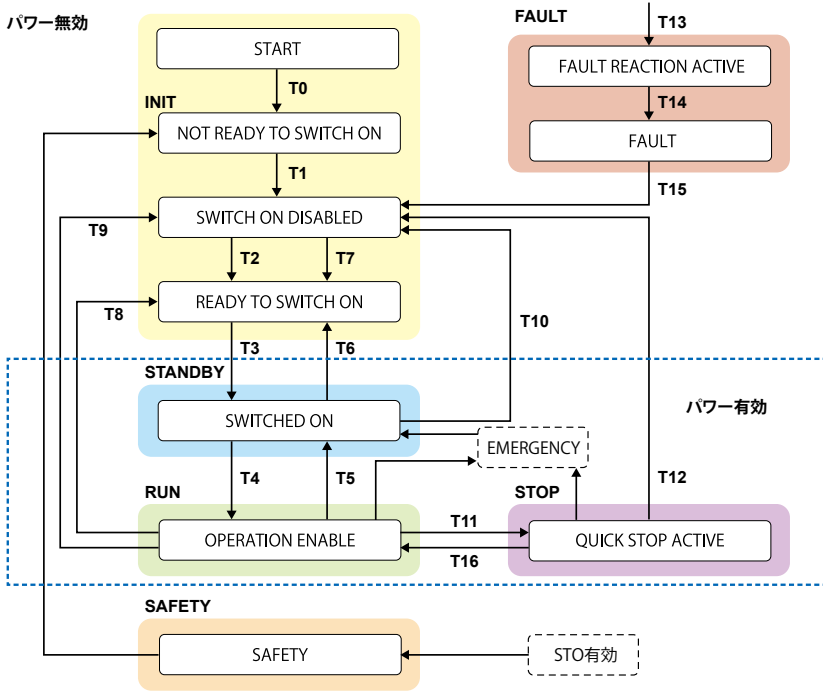 パワー無効
START
T0
INIT
NOT READY TO SWITCH ON
T1
SWITCH ON DISABLED
T9
T2
T7
READY TO SWITCH ON
T8
T3
T6
T10
FAULT
T13
FAULT REACTION ACTIVE
T14
FAULT
T15
STANDBY
SWITCHED ON
パワー有効
EMERGENCY
T4
T5
T12
RUN
STOP
OPERATION ENABLE
T11
T16
QUICK STOP ACTIVE
SAFETY
SAFETY
STO有効